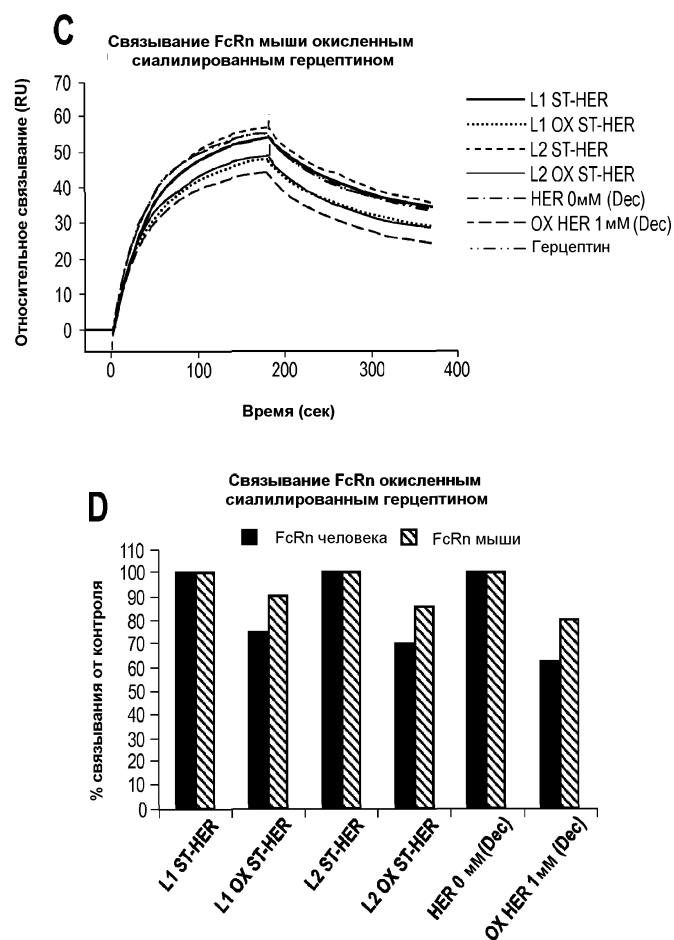 C
Связывание FcRn мыши окисленным
сиалилированным герцептином
Относительное связывание (RU)
70
60
50
40
30
20
10
0
0
100
200
300
400
Время (сек)
L1 ST-HER
L1 OX ST-HER
L2 ST-HER
L2 OX ST-HER
HER 0мМ (Dec)
OX HER 1мМ (Dec)
Герцептин
D
Связывание FcRn окисленным
сиалилированным герцептином
FcRn человека
FcRn мыши
% связывания от контроля
110
100
90
80
70
60
50
40
30
20
10
0
L1 ST-HER
L1 OX ST-HER
L2 ST-HER
L2 OX ST-HER
HER 0 мМ(Dec)
OX HER 1мМ (Dec)